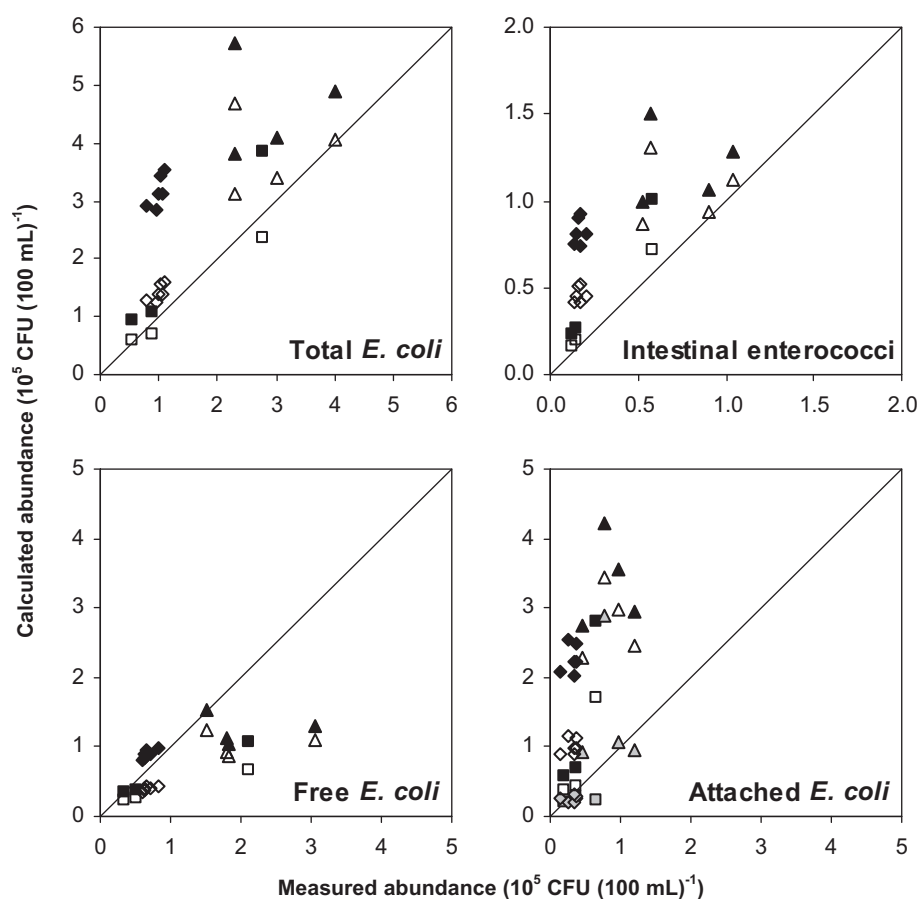 Calculated abundance (10⁵ CFU (100 mL)⁻¹)
6
5
4
3
2
1
0
Total E. coli
0 1 2 3 4 5 6
2.0
1.5
1.0
0.5
0.0
Intestinal enterococci
0.0 0.5 1.0 1.5 2.0
5
4
3
2
1
0
Free E. coli
0 1 2 3 4 5
5
4
3
2
1
0
Attached E. coli
0 1 2 3 4 5
Measured abundance (10⁵ CFU (100 mL)⁻¹)